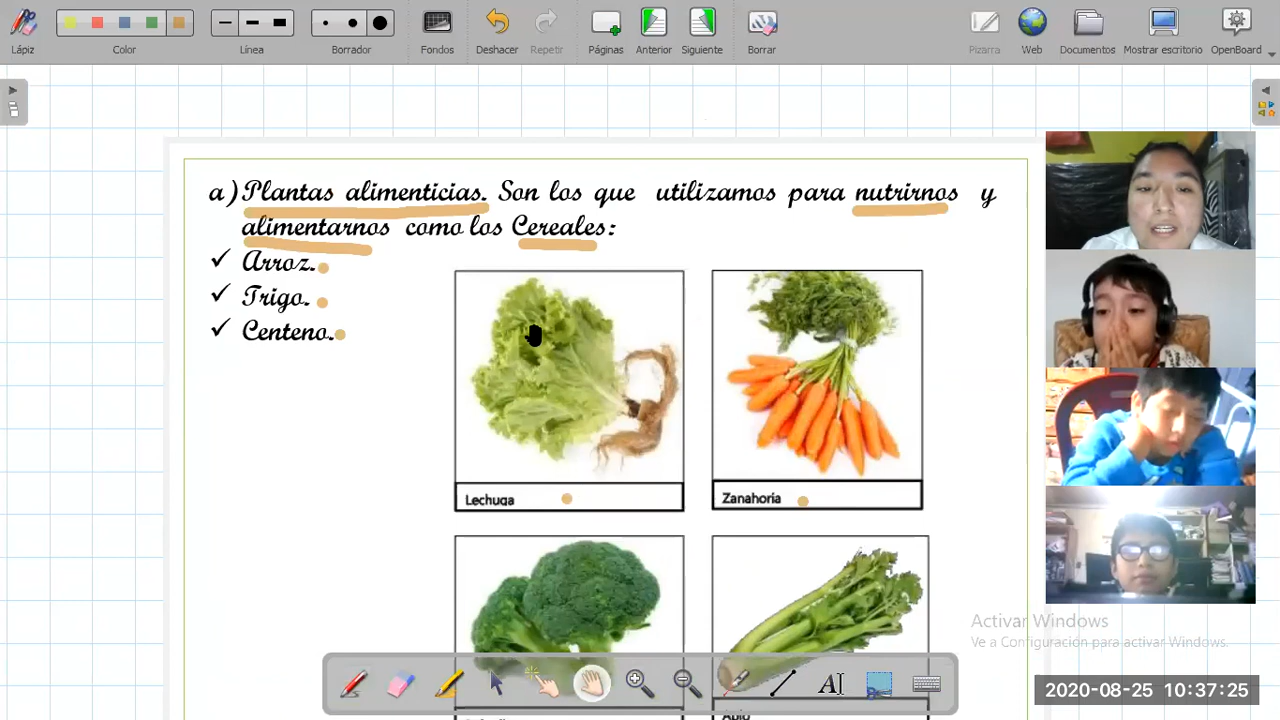 Lápiz
Color
Línea
Borrador
Fondos
Deshacer
Repetir
Páginas
Anterior
Siguiente
Borrar
Pizarra
Web
Documentos
Mostrar escritorio
OpenBoard
a) Plantas alimenticias. Son los que utilizamos para nutrirnos y
alimentarnos como los Cereales:
✓ Arroz.
✓ Trigo.
✓ Centeno.
Lechuga
Zanahoria
Apio
Activar Windows
Ve a Configuración para activar Windows.
2020-08-25 10:37:25